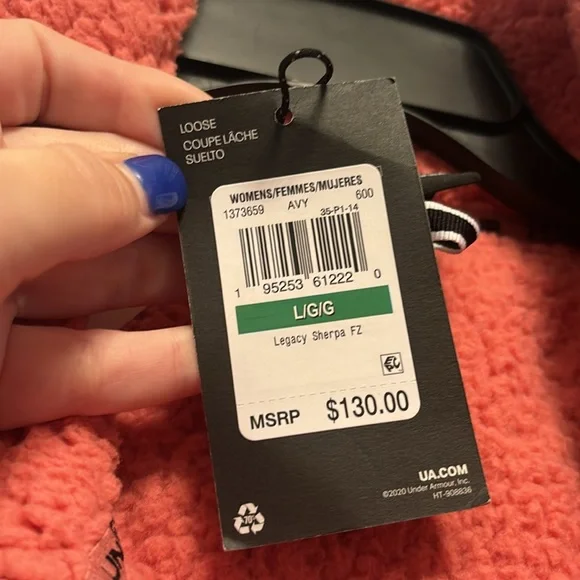 LOOSE
COUPE LÂCHE
SUELTO
WOMENS/FEMMES/MUJERES
1373659 AVY 600
35-P1-14
1 95253 61222 0
L/G/G
Legacy Sherpa FZ
MSRP $130.00
UA.COM
©2020 Under Armour, Inc.
HT-908836